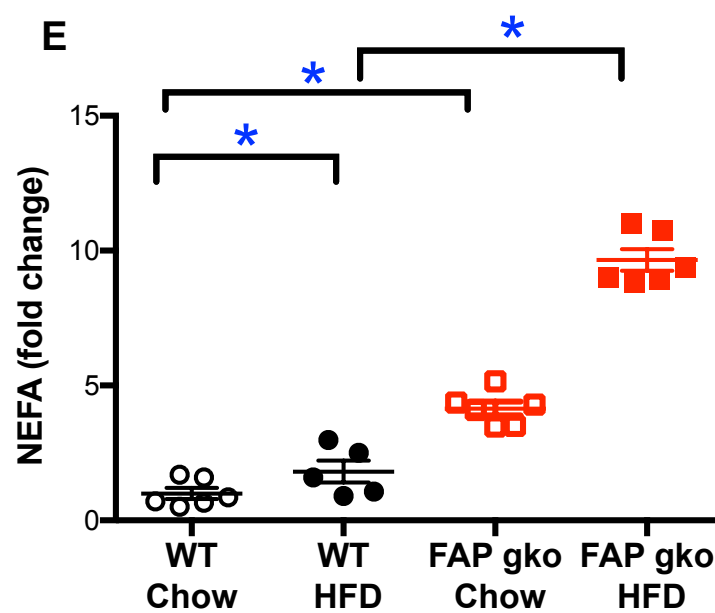 E
*
*
*
15
10
5
0
NEFA (fold change)
WT WT FAP gko FAP gko
Chow HFD Chow HFD